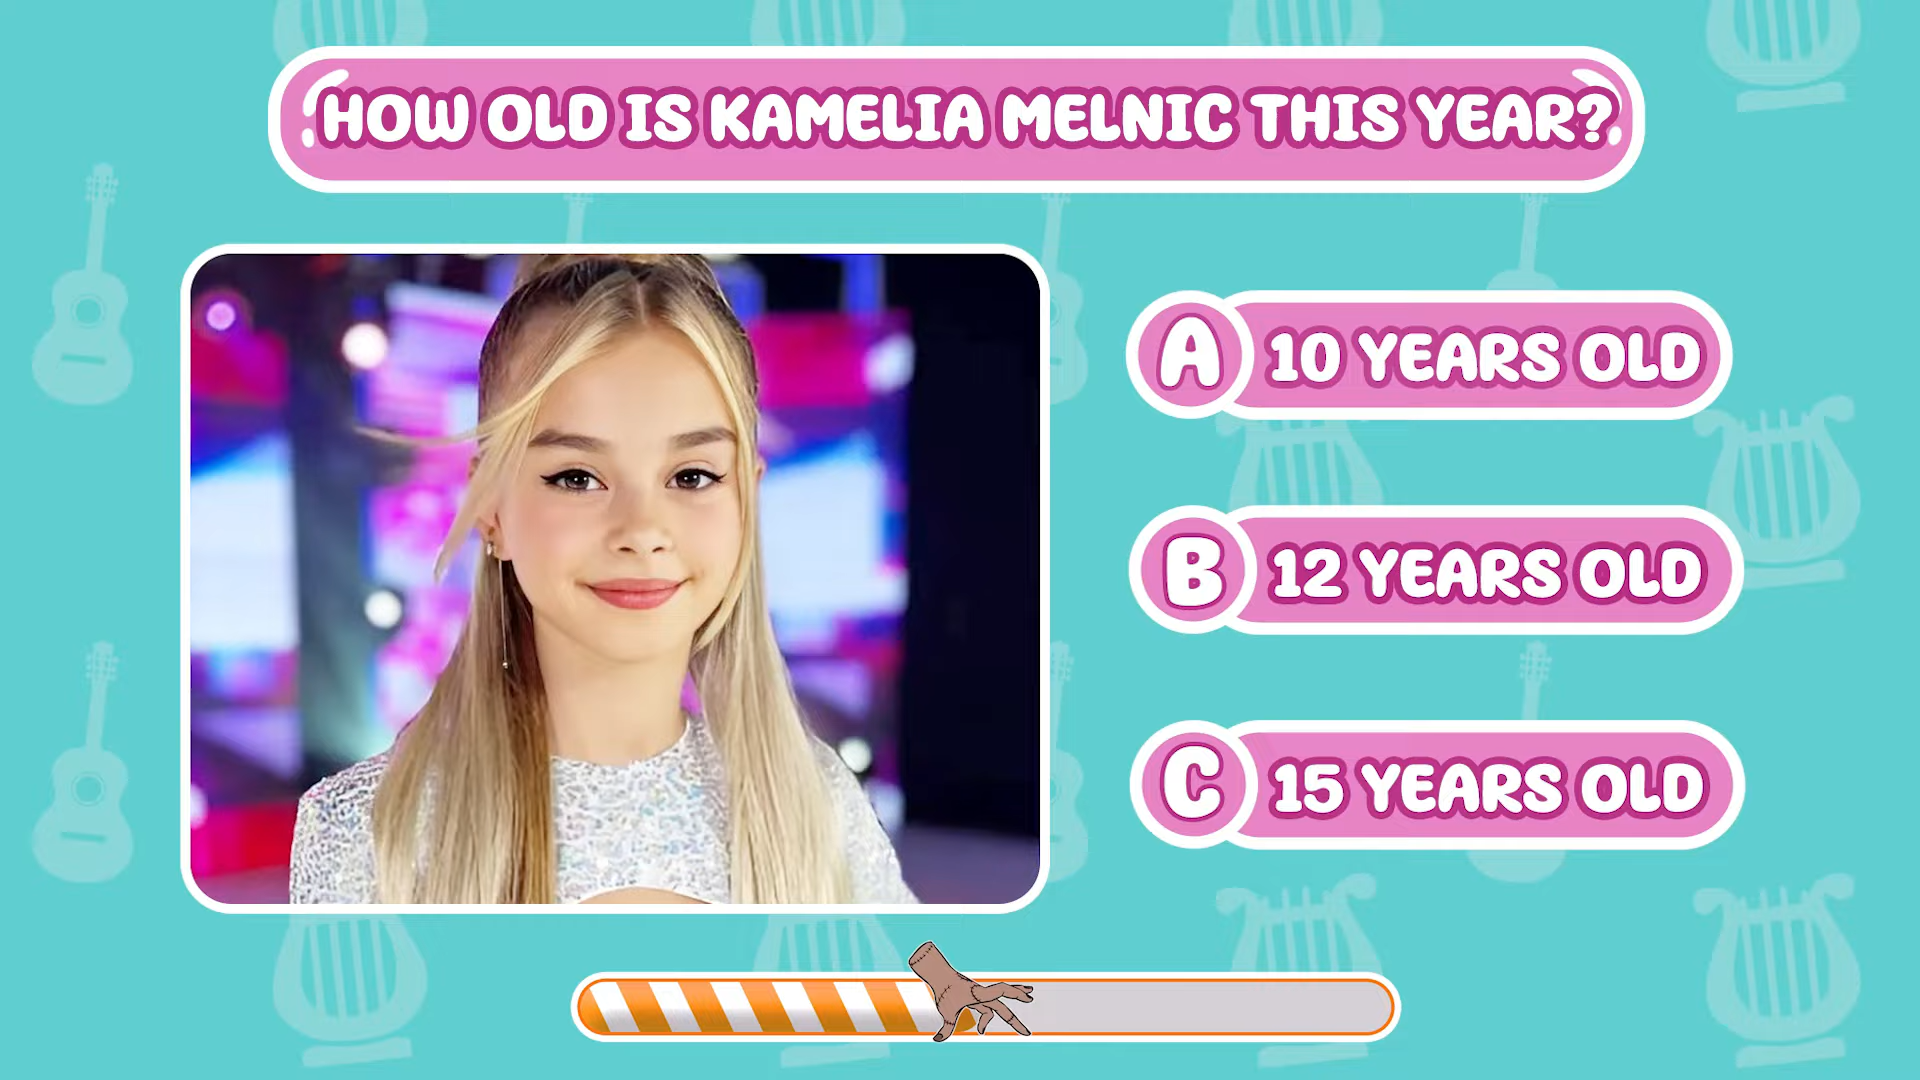 HOW OLD IS KAMELIA MELNIC THIS YEAR?
A 10 YEARS OLD
B 12 YEARS OLD
C 15 YEARS OLD